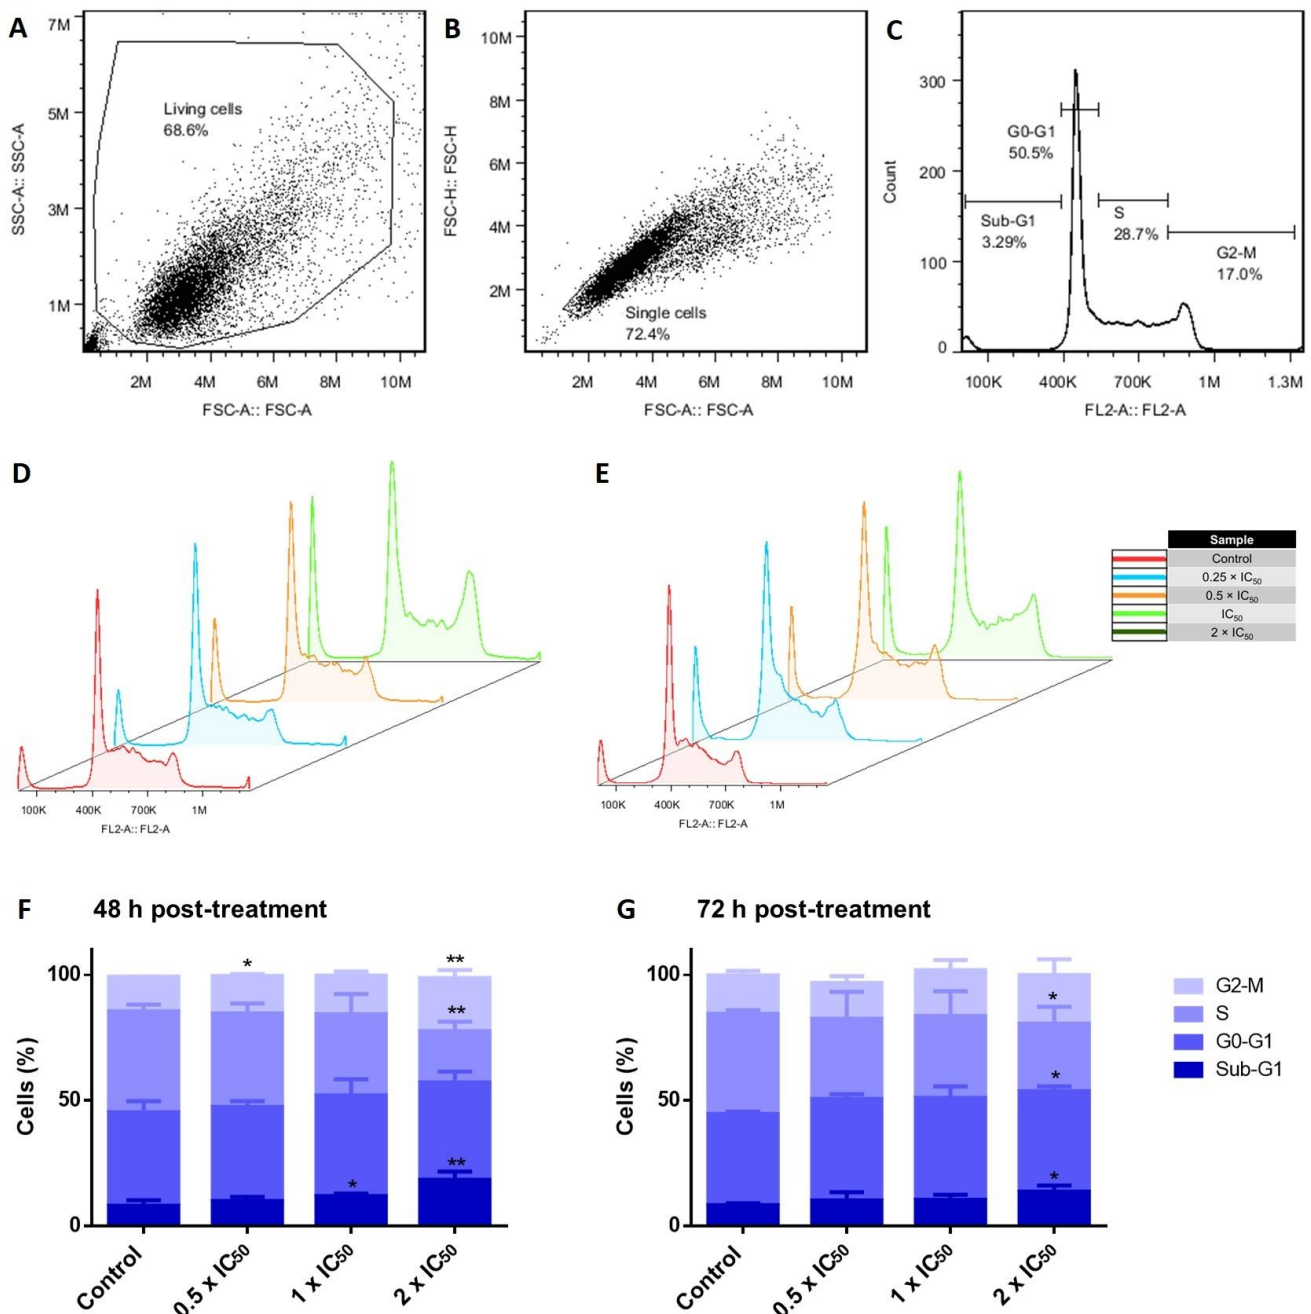 A
7M
5M
3M
1M
SSC-A:: SSC-A
Living cells
68.6%
2M 4M 6M 8M 10M
FSC-A:: FSC-A
B
10M
8M
6M
4M
2M
FSC-H:: FSC-H
Single cells
72.4%
2M 4M 6M 8M 10M
FSC-A:: FSC-A
C
300
200
100
0
Count
G0-G1
50.5%
Sub-G1
3.29%
S
28.7%
G2-M
17.0%
100K 400K 700K 1M 1.3M
FL2-A:: FL2-A
D
100K 400K 700K 1M
FL2-A:: FL2-A
E
100K 400K 700K 1M
FL2-A:: FL2-A
Sample
Control
0.25 × IC50
0.5 × IC50
IC50
2 × IC50
F 48 h post-treatment
100
50
0
Cells (%)
*
**
**
*
**
Control
0.5 x IC50
1 x IC50
2 x IC50
G 72 h post-treatment
100
50
0
Cells (%)
*
*
*
Control
0.5 x IC50
1 x IC50
2 x IC50
G2-M
S
G0-G1
Sub-G1